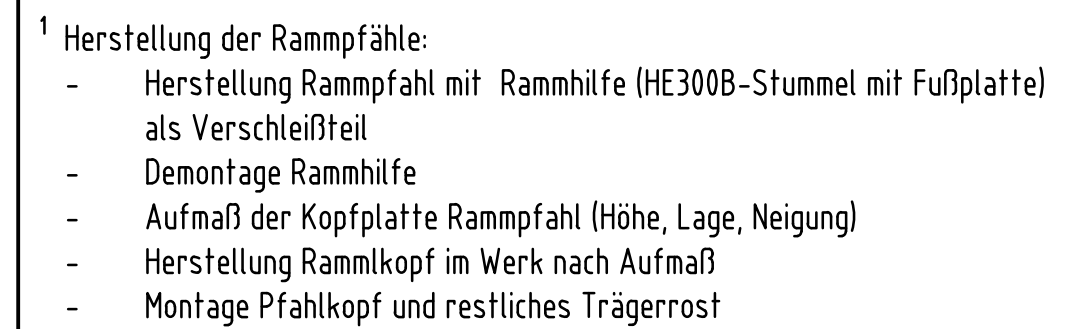 ¹ Herstellung der Rammpfähle:
- Herstellung Rammpfahl mit Rammhilfe (HE300B-Stummel mit Fußplatte)
als Verschleißteil
- Demontage Rammhilfe
- Aufmaß der Kopfplatte Rammpfahl (Höhe, Lage, Neigung)
- Herstellung Rammlkopf im Werk nach Aufmaß
- Montage Pfahlkopf und restliches Trägerrost